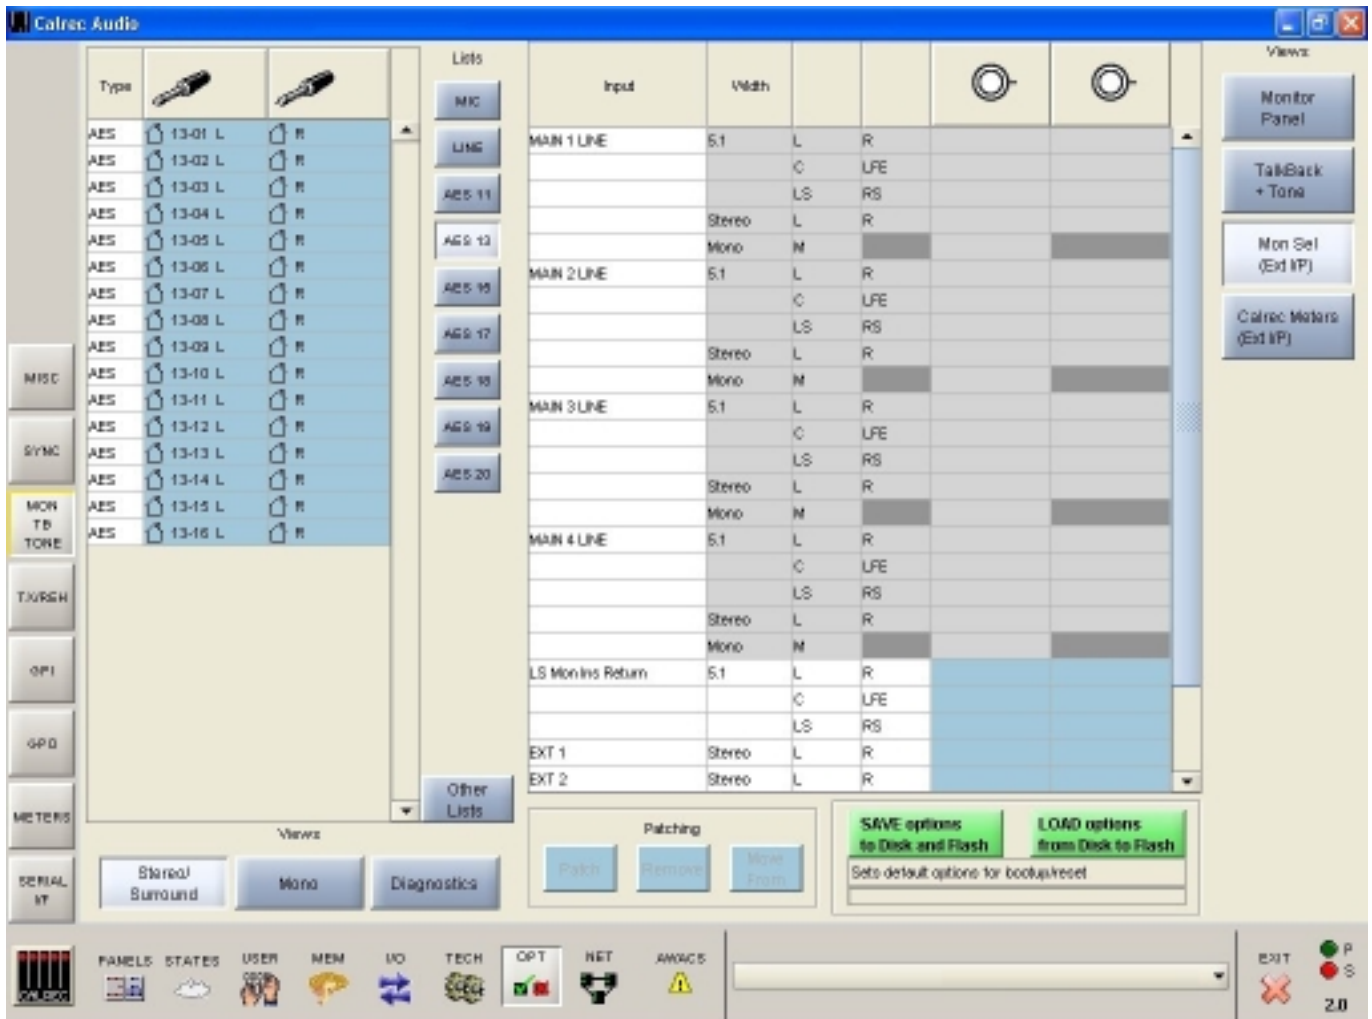 Calrec Audio
Type
AES 13-01 L R
AES 13-02 L R
AES 13-03 L R
AES 13-04 L R
AES 13-05 L R
AES 13-06 L R
AES 13-07 L R
AES 13-08 L R
AES 13-09 L R
AES 13-10 L R
AES 13-11 L R
AES 13-12 L R
AES 13-13 L R
AES 13-14 L R
AES 13-15 L R
AES 13-16 L R
Lists
MIC
LINE
AES 11
AES 13
AES 16
AES 17
AES 18
AES 19
AES 20
Other
Lists
Input Width
MAIN 1 LINE 5.1 L R
C LFE
LS RS
Stereo L R
Mono M
MAIN 2 LINE 5.1 L R
C LFE
LS RS
Stereo L R
Mono M
MAIN 3 LINE 5.1 L R
C LFE
LS RS
Stereo L R
Mono M
MAIN 4 LINE 5.1 L R
C LFE
LS RS
Stereo L R
Mono M
LS Mon Ins Return 5.1 L R
C LFE
LS RS
EXT 1 Stereo L R
EXT 2 Stereo L R
Views
Monitor
Panel
TalkBack
+ Tone
Mon Sel
(Ext I/P)
Calrec Meters
(Ext I/P)
MISC
SYNC
MON
TB
TONE
TX/REH
GPI
GPO
METERS
SERIAL
I/F
Views
Stereo/
Surround
Mono
Diagnostics
Patching
Patch
Remove
Move
From
SAVE options
to Disk and Flash
LOAD options
from Disk to Flash
Sets default options for bootup/reset
CALREC
PANELS
STATES
USER
MEM
I/O
TECH
OPT
NET
AWACS
EXIT
P
S
2.0